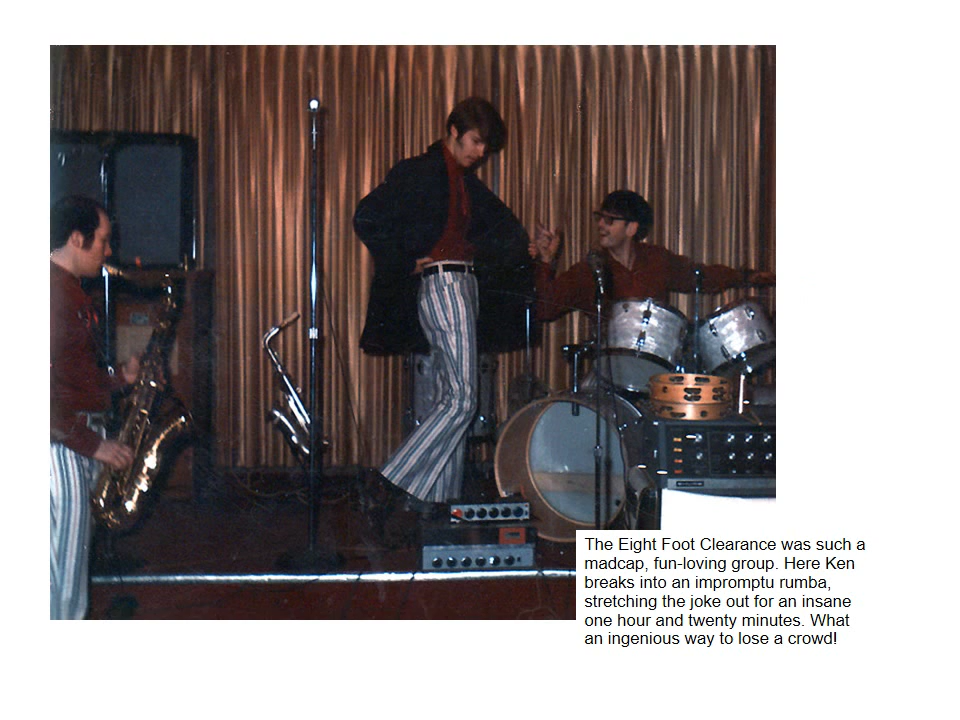 The Eight Foot Clearance was such a
madcap, fun-loving group. Here Ken
breaks into an impromptu rumba,
stretching the joke out for an insane
one hour and twenty minutes. What
an ingenious way to lose a crowd!